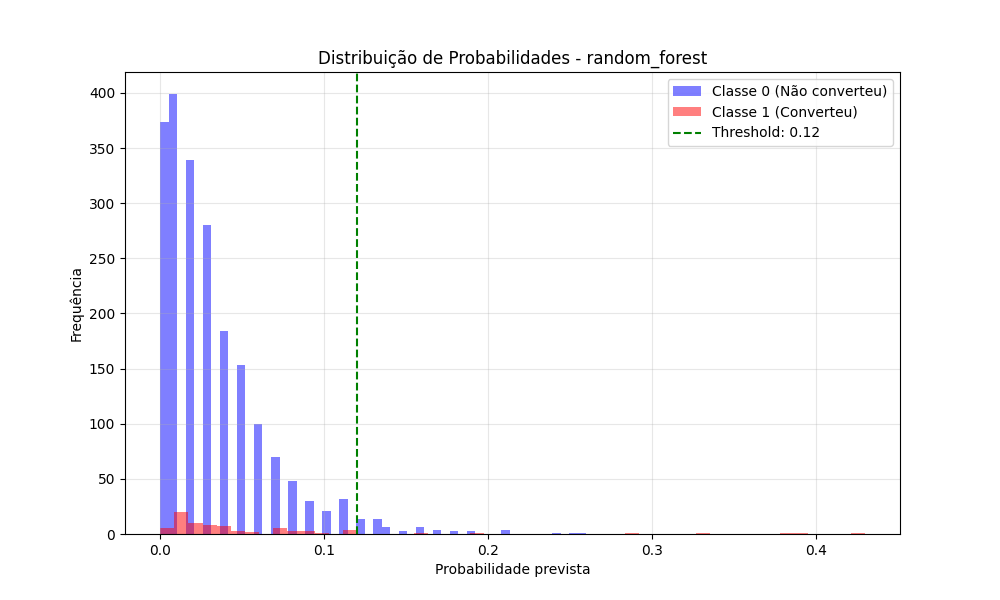 Distribuição de Probabilidades - random_forest
Classe 0 (Não converteu)
Classe 1 (Converteu)
Threshold: 0.12
Frequência
400
350
300
250
200
150
100
50
0
0.0
0.1
0.2
0.3
0.4
Probabilidade prevista